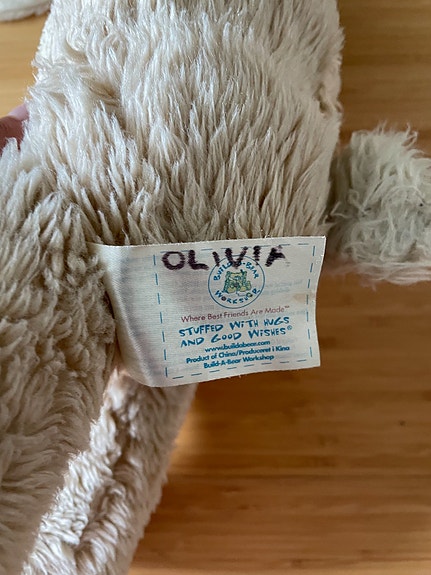 OLIVIA
BUILD-A-BEAR
WORKSHOP
Where Best Friends Are Made™
STUFFED WITH HUGS
AND GOOD WISHES®
www.buildabear.com
Product of China/Produceret i Kina
Build-A-Bear Workshop